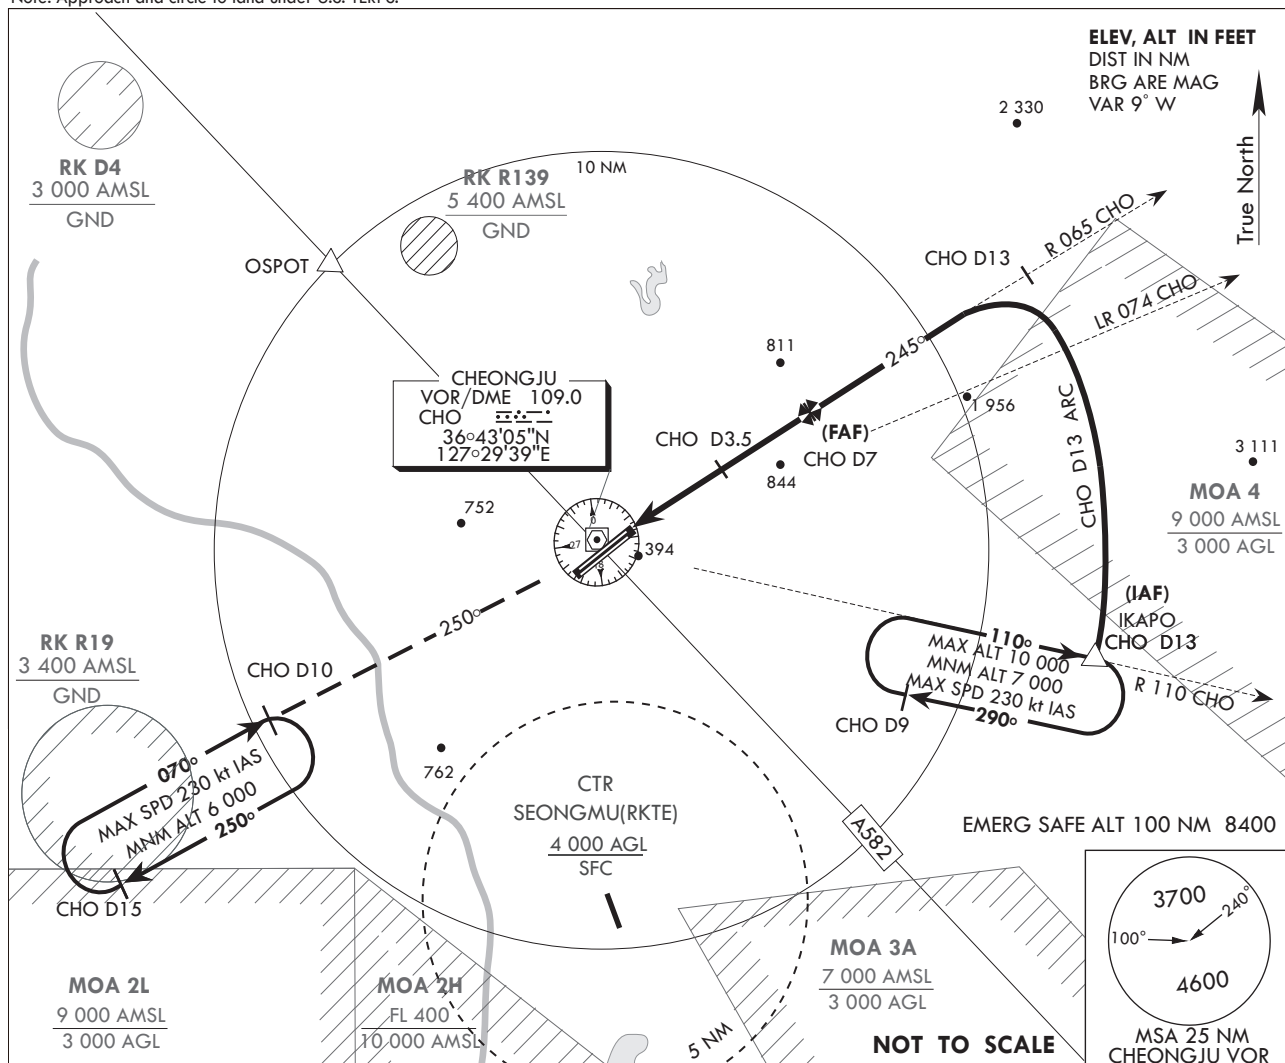 Note: Approach and circle to land under U.S. TERPS.
ELEV, ALT IN FEET
DIST IN NM
BRG ARE MAG
VAR 9° W
True North
2 330
RK D4
3 000 AMSL
GND
RK R139
5 400 AMSL
GND
10 NM
OSPOT
CHO D13
R 065 CHO
LR 074 CHO
245°
811
1 956
CHEONGJU
VOR/DME 109.0
CHO
36°43'05"N
127°29'39"E
CHO D3.5
(FAF)
CHO D7
844
3 111
MOA 4
9 000 AMSL
3 000 AGL
CHO D13 ARC
752
0
27
18
394
(IAF)
IKAPO
CHO D13
110°
MAX ALT 10 000
MNM ALT 7 000
MAX SPD 230 kt IAS
290°
R 110 CHO
CHO D9
250°
RK R19
3 400 AMSL
GND
CHO D10
070°
MAX SPD 230 kt IAS
MNM ALT 6 000
250°
CHO D15
762
CTR
SEONGMU(RKTE)
4 000 AGL
SFC
A582
EMERG SAFE ALT 100 NM 8400
MOA 2L
9 000 AMSL
3 000 AGL
MOA 2H
FL 400
10 000 AMSL
5 NM
MOA 3A
7 000 AMSL
3 000 AGL
NOT TO SCALE
3700
240°
100°
4600
MSA 25 NM
CHEONGJU VOR